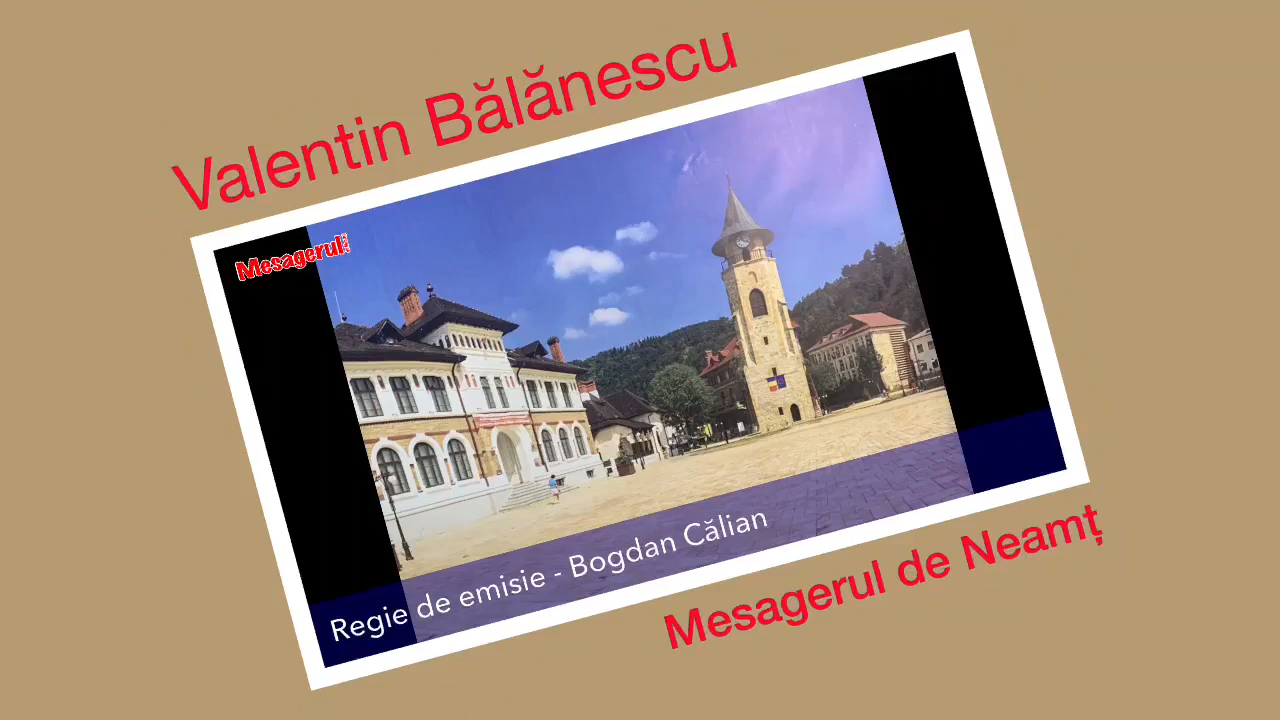 Valentin Bălănescu
Mesagerul
Regie de emisie - Bogdan Călian
Mesagerul de Neamț